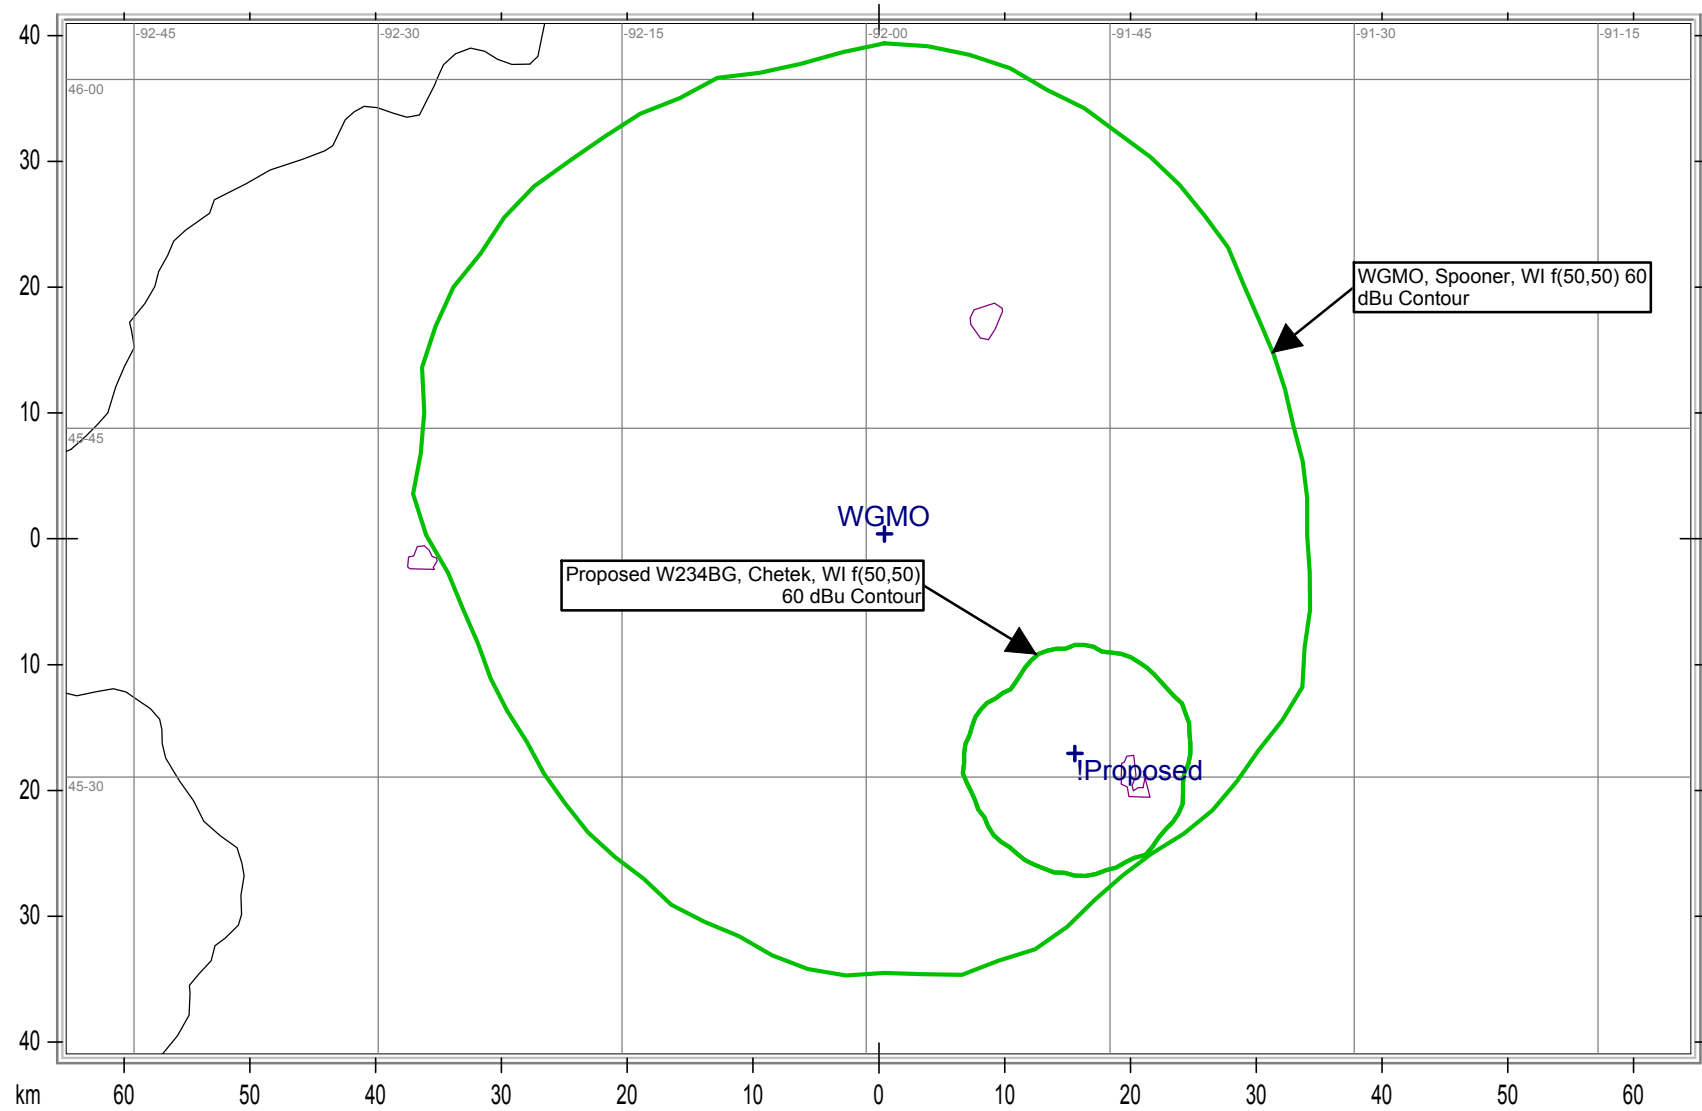 -92-45 -92-30 -92-15 -92-00 -91-45 -91-30 -91-15
40
46-00
30
20
WGMO, Spooner, WI f(50,50) 60
dBu Contour
10
45-45
WGMO
0
Proposed W234BG, Chetek, WI f(50,50)
60 dBu Contour
10
!Proposed
20
45-30
30
40
km 60 50 40 30 20 10 0 10 20 30 40 50 60